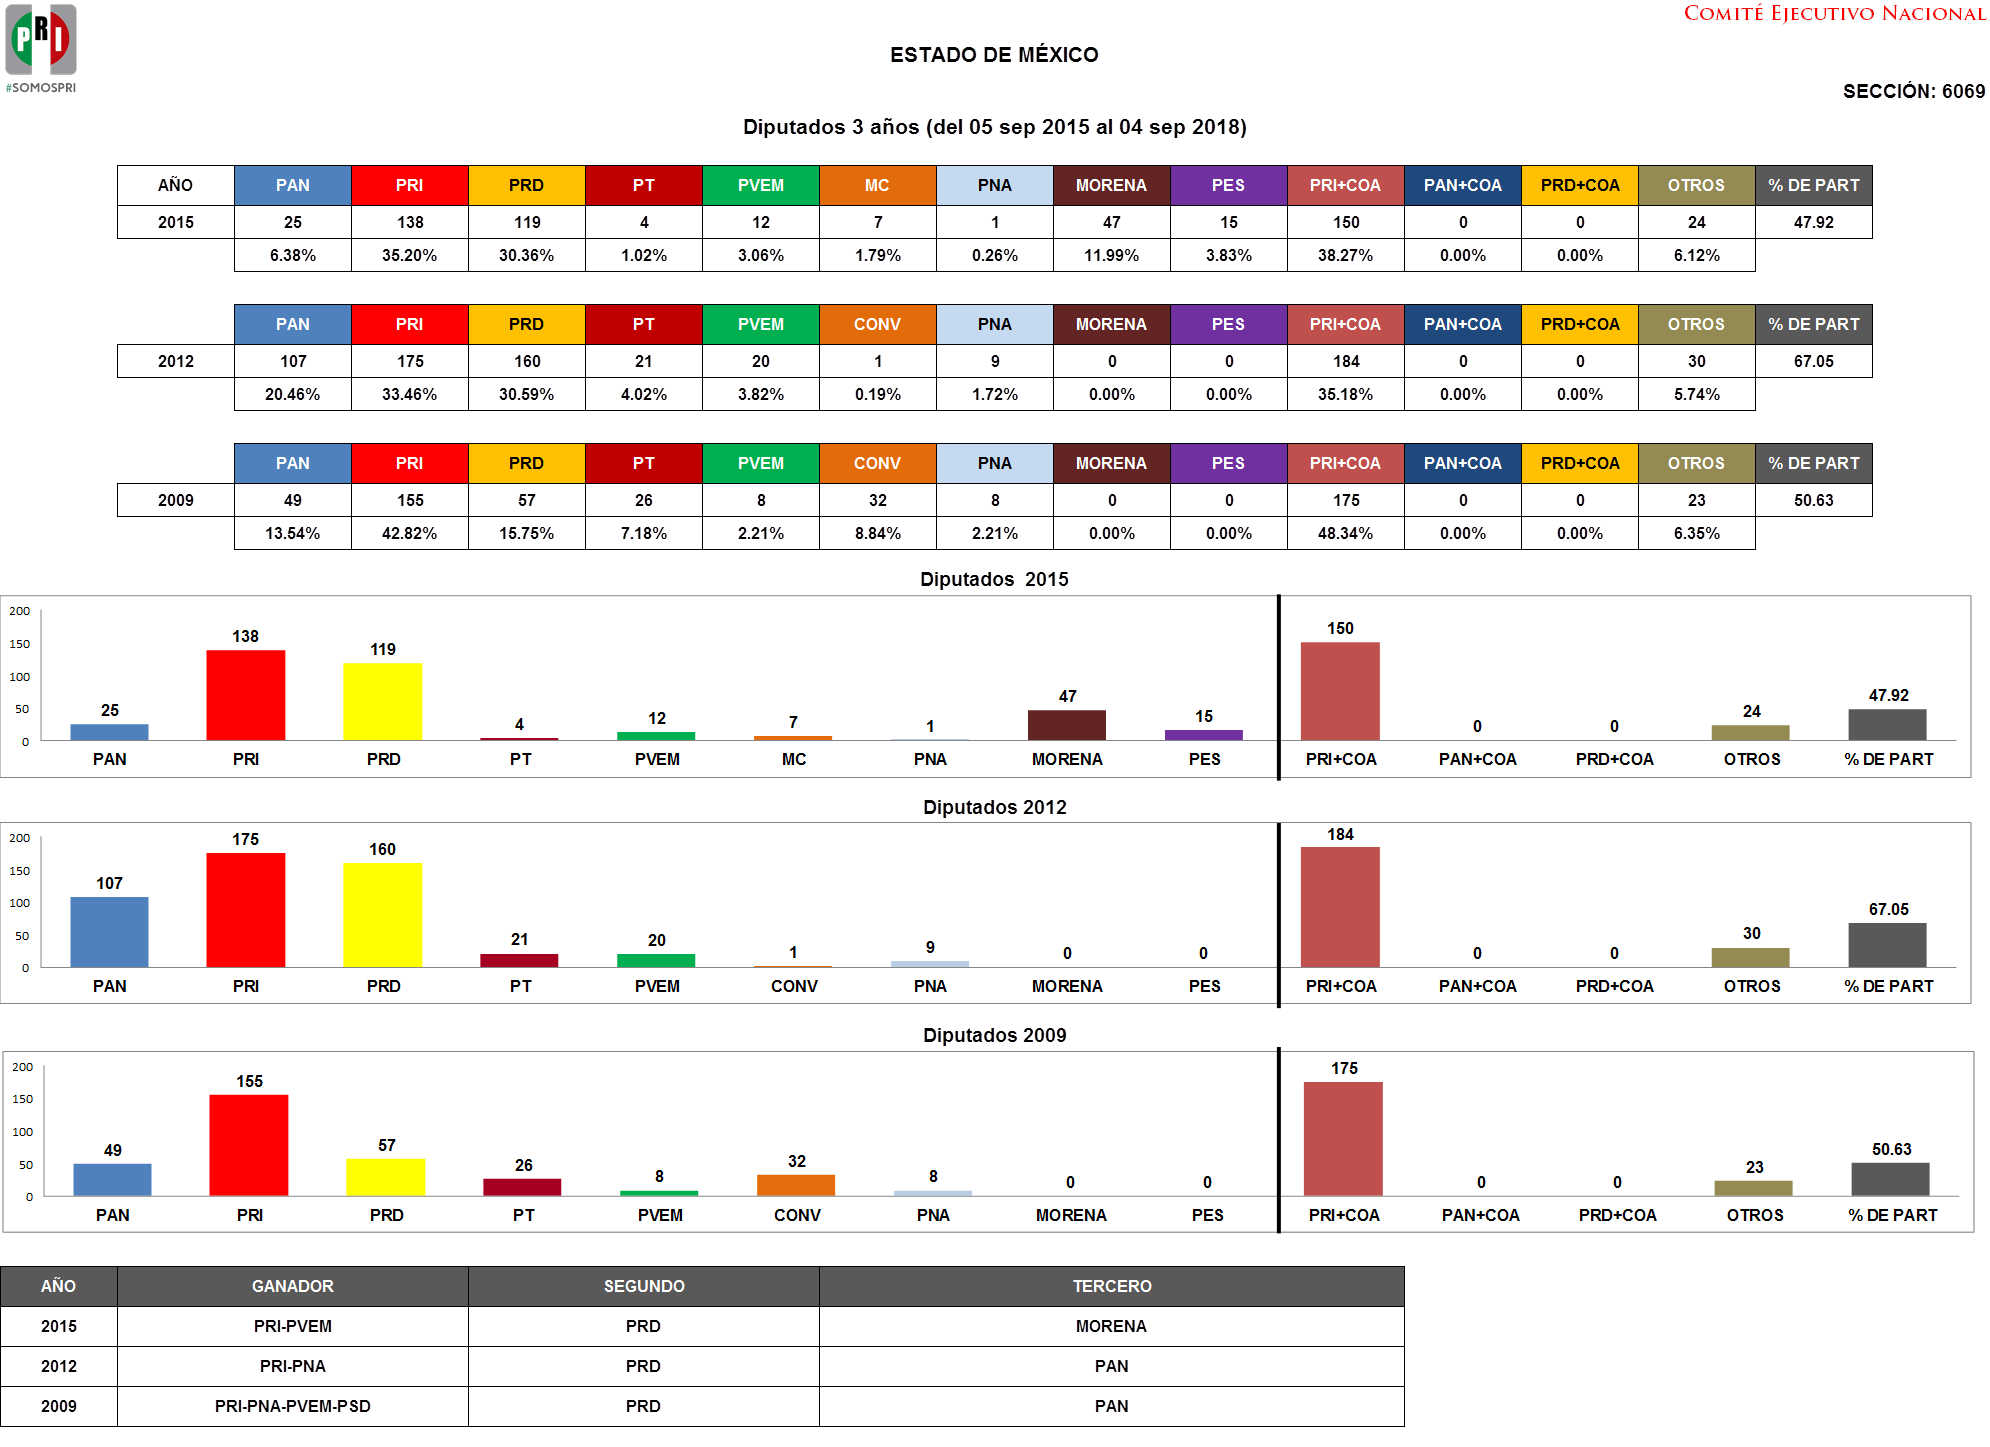 PRI
#SOMOSPRI
COMITÉ EJECUTIVO NACIONAL
ESTADO DE MÉXICO
SECCIÓN: 6069
Diputados 3 años (del 05 sep 2015 al 04 sep 2018)
AÑO PAN PRI PRD PT PVEM MC PNA MORENA PES PRI+COA PAN+COA PRD+COA OTROS % DE PART
2015 25 138 119 4 12 7 1 47 15 150 0 0 24 47.92
6.38% 35.20% 30.36% 1.02% 3.06% 1.79% 0.26% 11.99% 3.83% 38.27% 0.00% 0.00% 6.12%
PAN PRI PRD PT PVEM CONV PNA MORENA PES PRI+COA PAN+COA PRD+COA OTROS % DE PART
2012 107 175 160 21 20 1 9 0 0 184 0 0 30 67.05
20.46% 33.46% 30.59% 4.02% 3.82% 0.19% 1.72% 0.00% 0.00% 35.18% 0.00% 0.00% 5.74%
PAN PRI PRD PT PVEM CONV PNA MORENA PES PRI+COA PAN+COA PRD+COA OTROS % DE PART
2009 49 155 57 26 8 32 8 0 0 175 0 0 23 50.63
13.54% 42.82% 15.75% 7.18% 2.21% 8.84% 2.21% 0.00% 0.00% 48.34% 0.00% 0.00% 6.35%
Diputados 2015
200
150
100
50
0
25 138 119 4 12 7 1 47 15 150 0 0 24 47.92
PAN PRI PRD PT PVEM MC PNA MORENA PES PRI+COA PAN+COA PRD+COA OTROS % DE PART
Diputados 2012
200
150
100
50
0
107 175 160 21 20 1 9 0 0 184 0 0 30 67.05
PAN PRI PRD PT PVEM CONV PNA MORENA PES PRI+COA PAN+COA PRD+COA OTROS % DE PART
Diputados 2009
200
150
100
50
0
49 155 57 26 8 32 8 0 0 175 0 0 23 50.63
PAN PRI PRD PT PVEM CONV PNA MORENA PES PRI+COA PAN+COA PRD+COA OTROS % DE PART
AÑO GANADOR SEGUNDO TERCERO
2015 PRI-PVEM PRD MORENA
2012 PRI-PNA PRD PAN
2009 PRI-PNA-PVEM-PSD PRD PAN